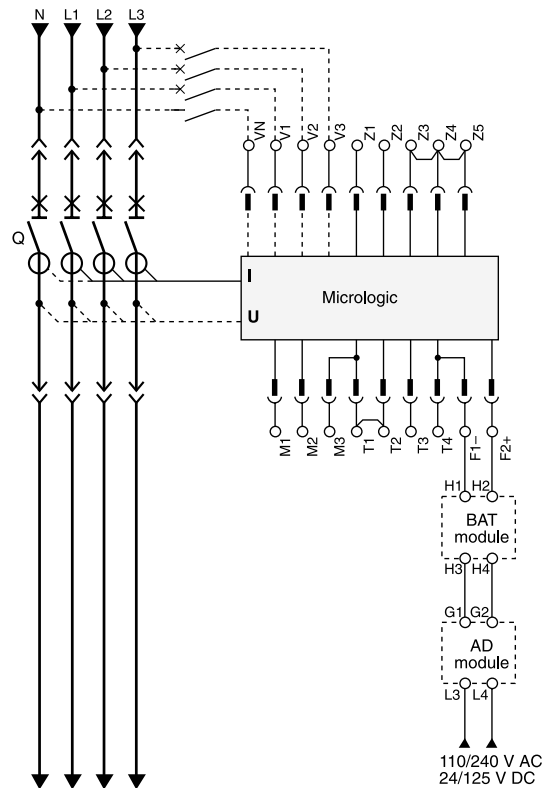 N L1 L2 L3
VN V1 V2 V3 Z1 Z2 Z3 Z4 Z5
Q
I
Micrologic
U
M1 M2 M3 T1 T2 T3 T4 F1– F2+
H1 H2
BAT
module
H3 H4
G1 G2
AD
module
L3 L4
110/240 V AC
24/125 V DC